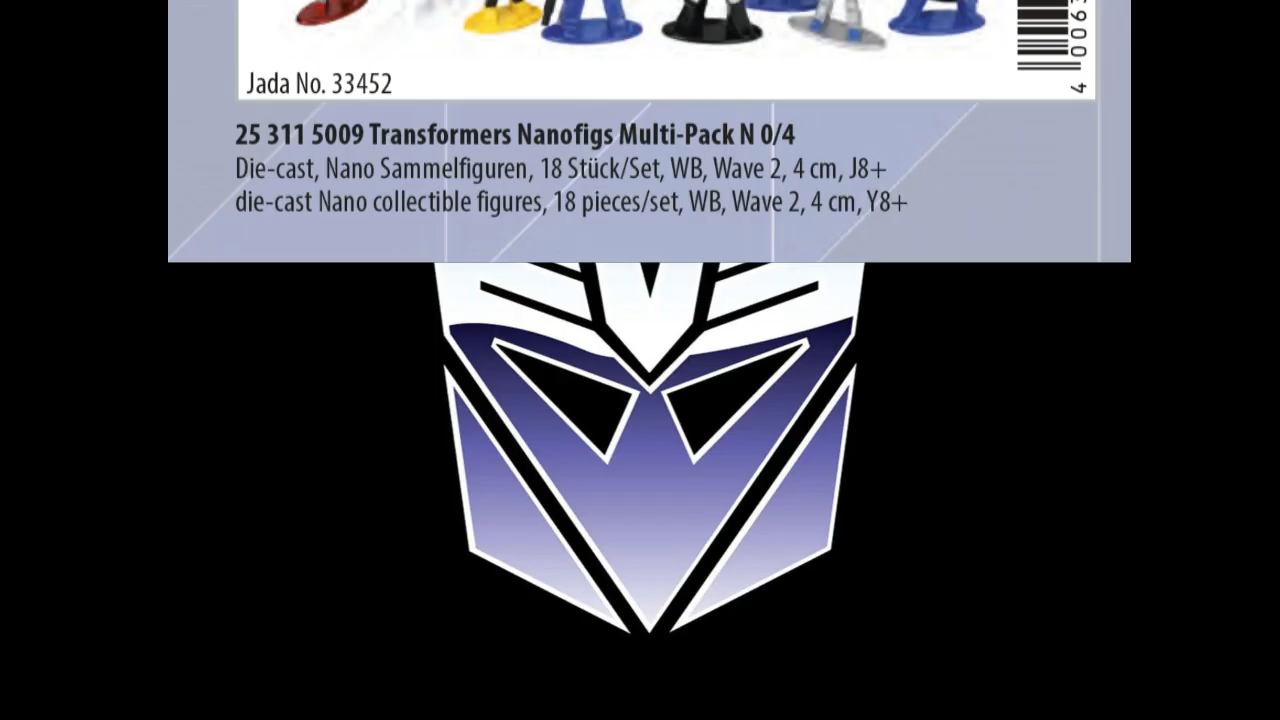 Jada No. 33452
25 311 5009 Transformers Nanofigs Multi-Pack N 0/4
Die-cast, Nano Sammelfiguren, 18 Stück/Set, WB, Wave 2, 4 cm, J8+
die-cast Nano collectible figures, 18 pieces/set, WB, Wave 2, 4 cm, Y8+
4 0063